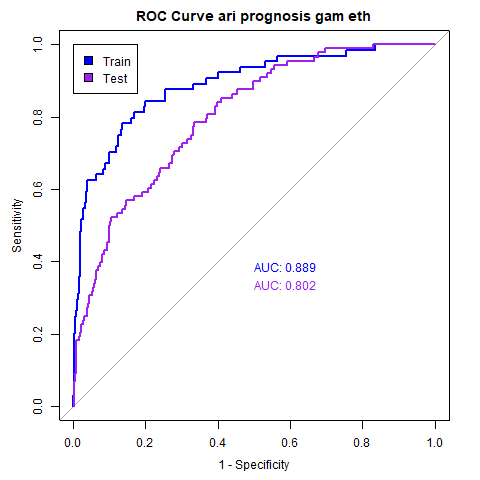 ROC Curve ari prognosis gam eth
Train
Test
AUC: 0.889
AUC: 0.802
Sensitivity
0.0
0.2
0.4
0.6
0.8
1.0
0.0 0.2 0.4 0.6 0.8 1.0
1 - Specificity